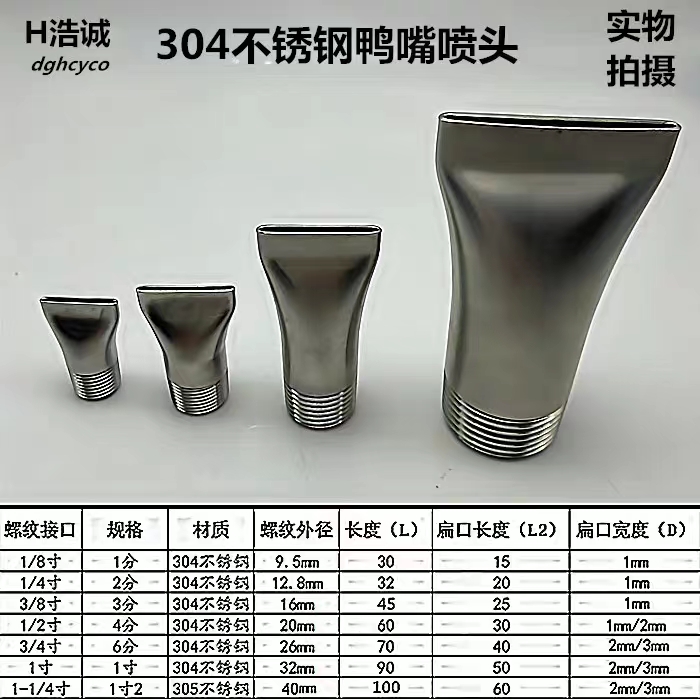 H浩诚
dghcyco
304不锈钢鸭嘴喷头
实物
拍摄
螺纹接口 规格 材质 螺纹外径 长度（L） 扁口长度（L2） 扁口宽度（D）
1/8寸 1分 304不锈钢 9.5mm 30 15 1mm
1/4寸 2分 304不锈钢 12.8mm 32 20 1mm
3/8寸 3分 304不锈钢 16mm 45 25 1mm
1/2寸 4分 304不锈钢 20mm 60 30 1mm/2mm
3/4寸 6分 304不锈钢 26mm 70 40 2mm/3mm
1寸 1寸 304不锈钢 32mm 90 50 2mm/3mm
1-1/4寸 1寸2 305不锈钢 40mm 100 60 2mm/3mm